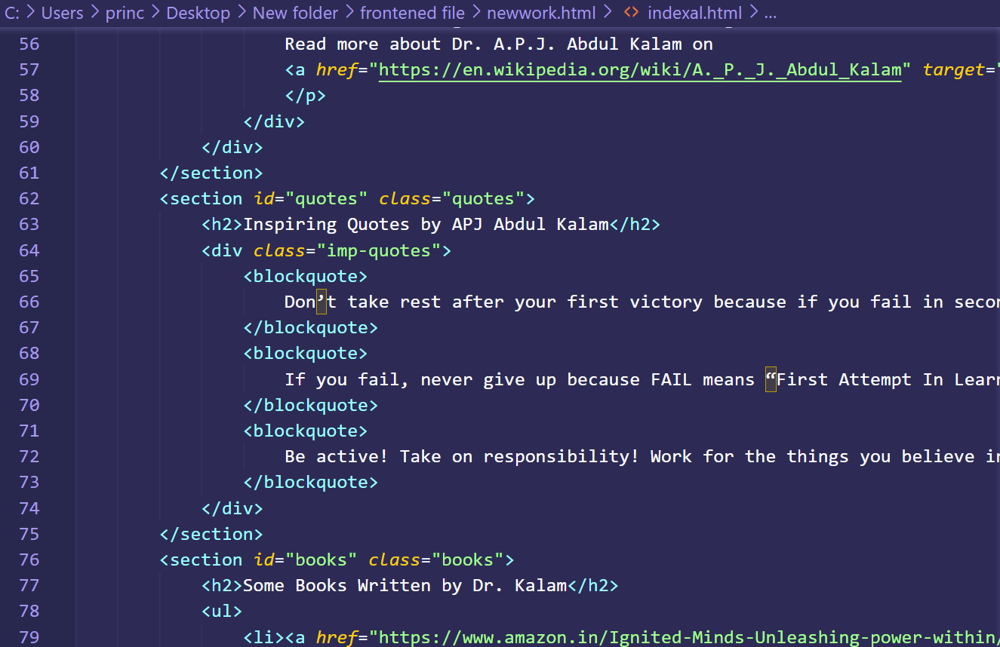 C: > Users > princ > Desktop > New folder > frontened file > newwork.html > <> indexal.html > ...
56 Read more about Dr. A.P.J. Abdul Kalam on
57 <a href="https://en.wikipedia.org/wiki/A._P._J._Abdul_Kalam" target="
58 </p>
59 </div>
60 </div>
61 </section>
62 <section id="quotes" class="quotes">
63 <h2>Inspiring Quotes by APJ Abdul Kalam</h2>
64 <div class="imp-quotes">
65 <blockquote>
66 Don’t take rest after your first victory because if you fail in secon
67 </blockquote>
68 <blockquote>
69 If you fail, never give up because FAIL means “First Attempt In Learn
70 </blockquote>
71 <blockquote>
72 Be active! Take on responsibility! Work for the things you believe in
73 </blockquote>
74 </div>
75 </section>
76 <section id="books" class="books">
77 <h2>Some Books Written by Dr. Kalam</h2>
78 <ul>
79 <li><a href="https://www.amazon.in/Ignited-Minds-Unleashing-power-within/